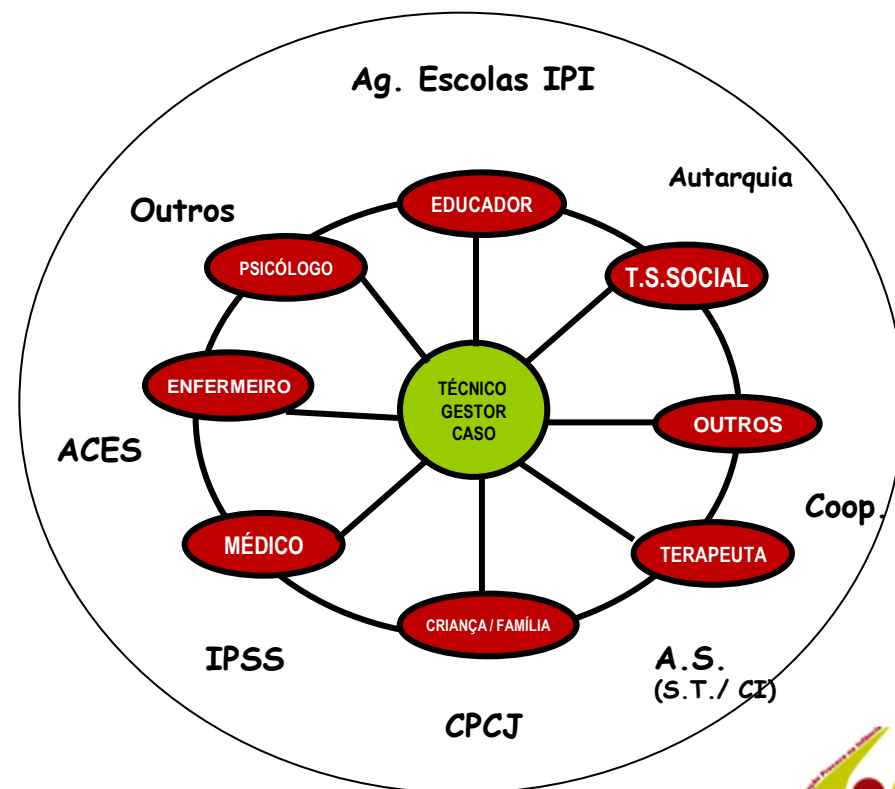 Ag. Escolas IPI
Autarquia
Outros
EDUCADOR
PSICÓLOGO
T.S.SOCIAL
ENFERMEIRO
TÉCNICO
GESTOR
CASO
OUTROS
ACES
Coop.
MÉDICO
TERAPEUTA
CRIANÇA / FAMÍLIA
IPSS
A.S.
(S.T./ CI)
CPCJ